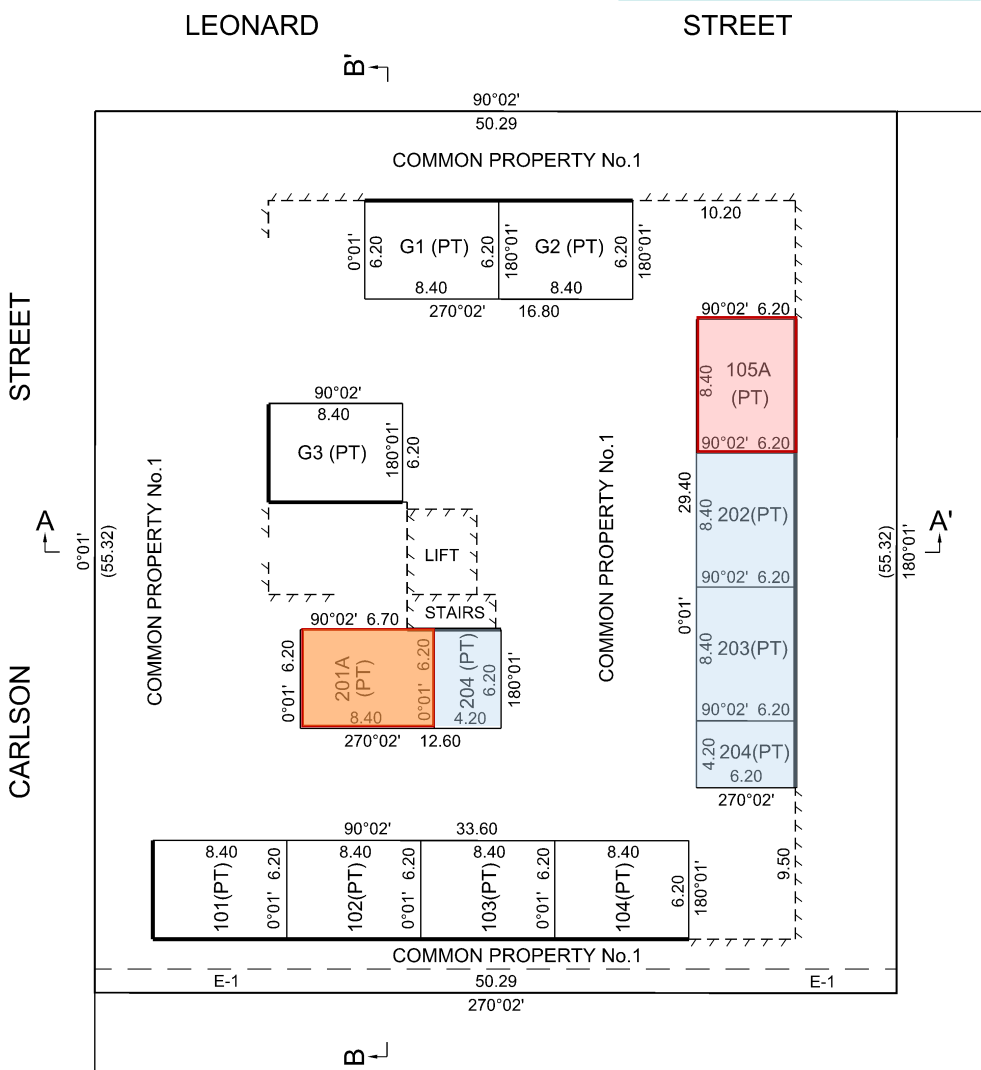 LEONARD STREET
B'
90°02'
50.29
COMMON PROPERTY No.1
10.20
0°01'
6.20
G1 (PT)
6.20
180°01'
G2 (PT)
6.20
180°01'
8.40
8.40
270°02' 16.80
STREET
CARLSON
90°02' 6.20
8.40
105A
(PT)
90°02' 6.20
90°02'
8.40
G3 (PT)
180°01'
6.20
COMMON PROPERTY No.1
COMMON PROPERTY No.1
29.40
0°01'
8.40
202(PT)
90°02' 6.20
8.40
203(PT)
90°02' 6.20
4.20
204(PT)
6.20
270°02'
A
0°01'
(55.32)
(55.32)
180°01'
A'
LIFT
STAIRS
90°02' 6.70
6.20
0°01'
201A
(PT)
8.40
6.20
0°01'
204 (PT)
6.20
4.20
180°01'
270°02' 12.60
90°02' 33.60
8.40
101(PT)
0°01' 6.20
8.40
102(PT)
0°01' 6.20
8.40
103(PT)
0°01' 6.20
8.40
104(PT)
6.20
180°01'
9.50
COMMON PROPERTY No.1
E-1
50.29
E-1
270°02'
B